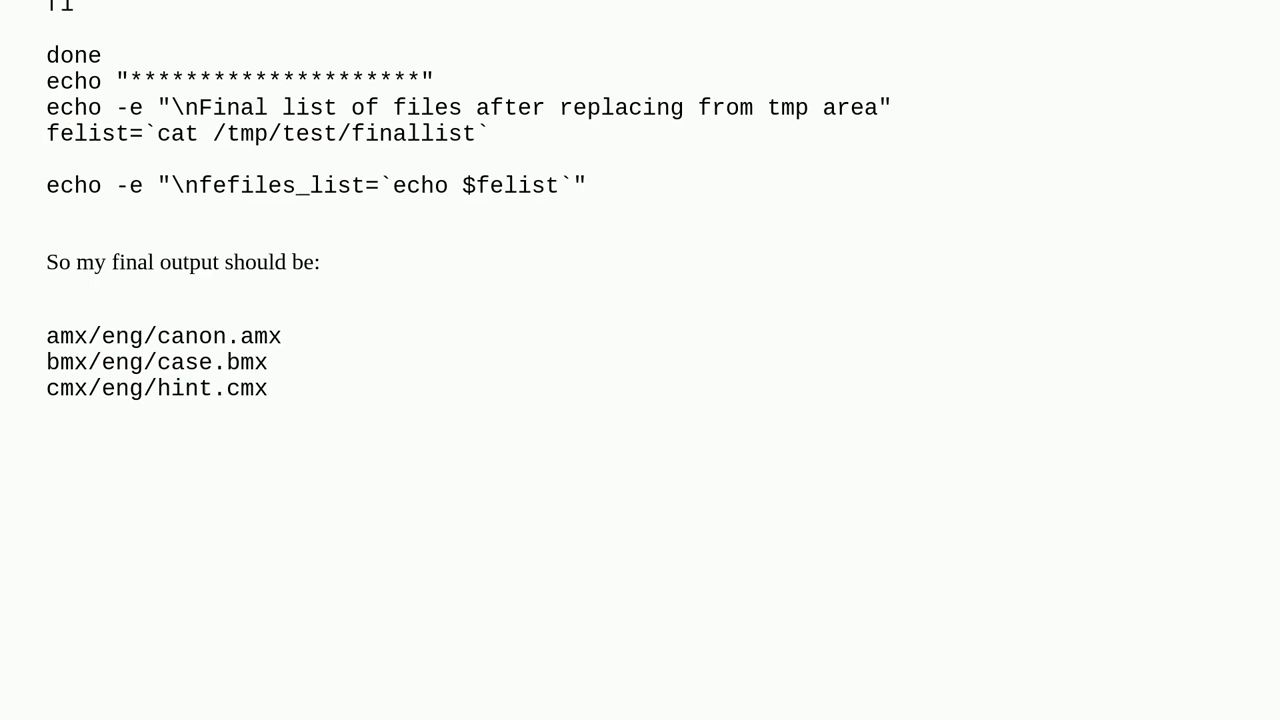 fi
done
echo "*********************"
echo -e "\nFinal list of files after replacing from tmp area"
felist=`cat /tmp/test/finallist`
echo -e "\nfefiles_list=`echo $felist`"
So my final output should be:
amx/eng/canon.amx
bmx/eng/case.bmx
cmx/eng/hint.cmx